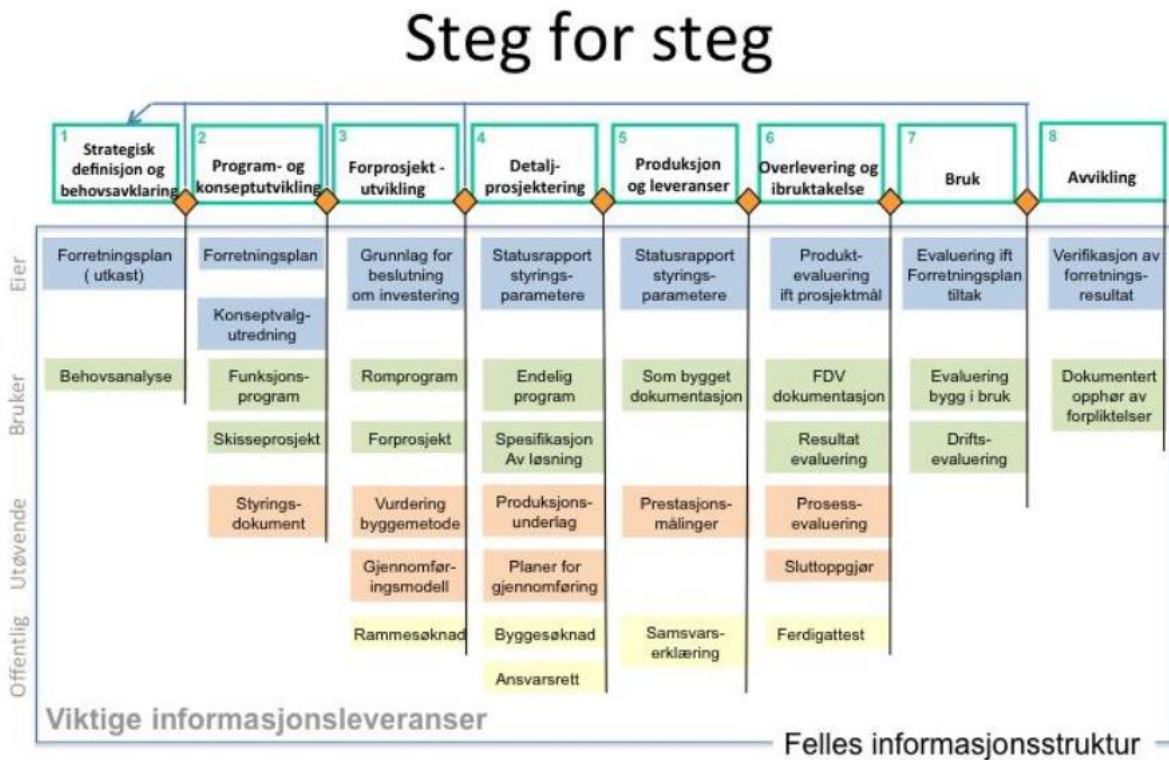 Steg for steg
1
Strategisk
definisjon og
behovsavklaring
2
Program- og
konseptutvikling
3
Forprosjekt -
utvikling
4
Detalj-
prosjektering
5
Produksjon
og leveranser
6
Overlevering og
ibruktakelse
7
Bruk
8
Avvikling
Eier
Forretningsplan
( utkast)
Forretningsplan
Konseptvalg-
utredning
Grunnlag for
beslutning
om investering
Statusrapport
styrings-
parametere
Statusrapport
styrings-
parametere
Produkt-
evaluering
ift prosjektmål
Evaluering ift
Forretningsplan
tiltak
Verifikasjon av
forretnings-
resultat
Bruker
Behovsanalyse
Funksjons-
program
Skisseprosjekt
Romprogram
Forprosjekt
Endelig
program
Spesifikasjon
Av løsning
Som bygget
dokumentasjon
FDV
dokumentasjon
Resultat
evaluering
Evaluering
bygg i bruk
Drifts-
evaluering
Dokumentert
opphør av
forpliktelser
Utøvende
Styrings-
dokument
Vurdering
byggemetode
Gjennomfør-
ingsmodell
Produksjons-
underlag
Planer for
gjennomføring
Prestasjons-
målinger
Prosess-
evaluering
Sluttoppgjør
Offentlig
Rammesøknad
Byggesøknad
Ansvarsrett
Samsvars-
erklæring
Ferdigattest
Viktige informasjonsleveranser
Felles informasjonsstruktur